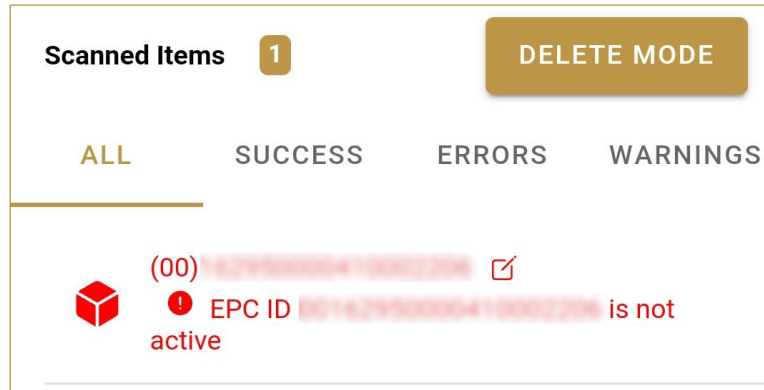 Scanned Items 1
DELETE MODE
ALL SUCCESS ERRORS WARNINGS
(00)
EPC ID is not
active